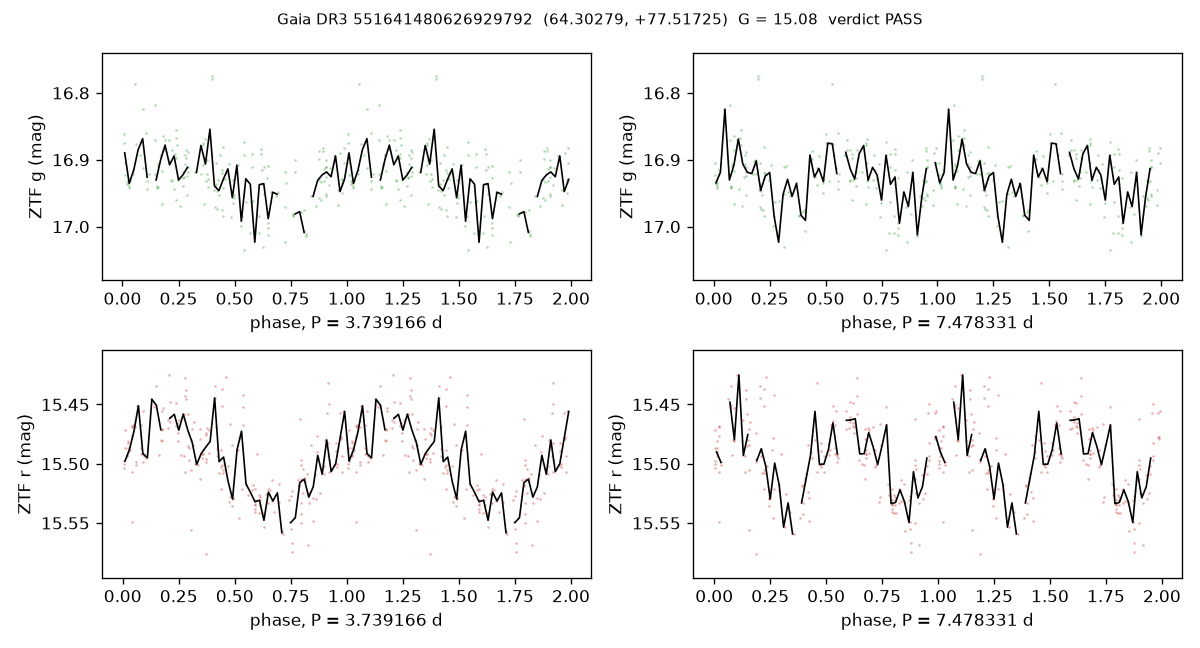 Gaia DR3 551641480626929792  (64.30279, +77.51725)  G = 15.08  verdict PASS
ZTF g (mag)
16.8
16.9
17.0
0.00 0.25 0.50 0.75 1.00 1.25 1.50 1.75 2.00
phase, P = 3.739166 d
ZTF g (mag)
16.8
16.9
17.0
0.00 0.25 0.50 0.75 1.00 1.25 1.50 1.75 2.00
phase, P = 7.478331 d
ZTF r (mag)
15.45
15.50
15.55
0.00 0.25 0.50 0.75 1.00 1.25 1.50 1.75 2.00
phase, P = 3.739166 d
ZTF r (mag)
15.45
15.50
15.55
0.00 0.25 0.50 0.75 1.00 1.25 1.50 1.75 2.00
phase, P = 7.478331 d